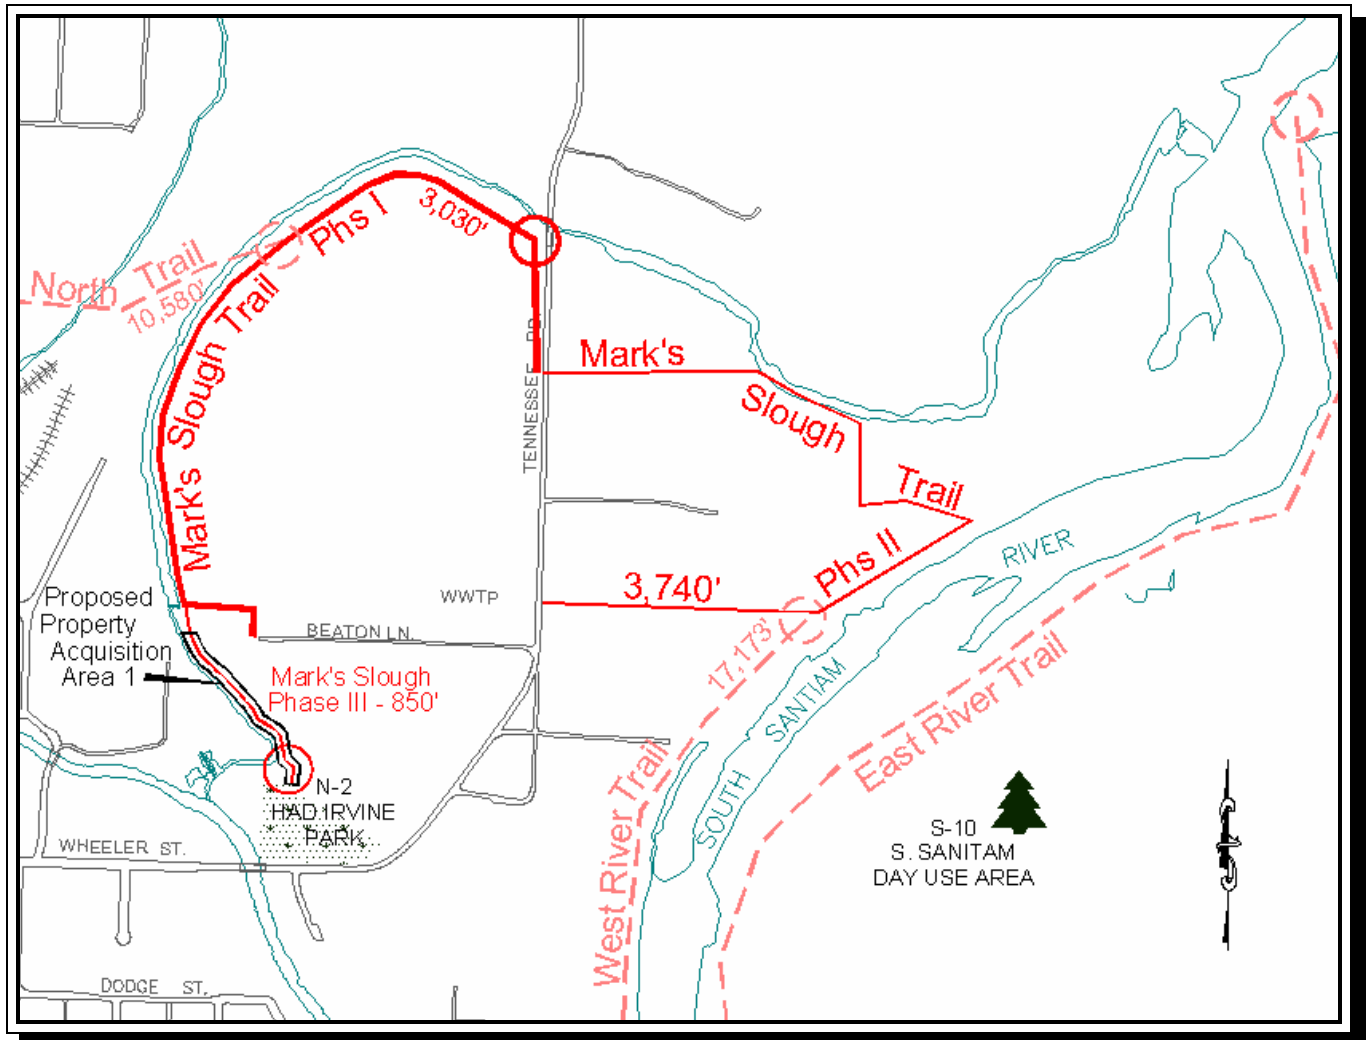 North Trail
10,580'
Mark's Slough Trail Phs I
3,030'
TENNESSEE RD.
Mark's
Slough
Trail
Phs II
3,740'
RIVER
WWTP
BEATON LN.
Proposed
Property
Acquisition
Area 1
Mark's Slough
Phase III - 850'
17,173'
West River Trail
SOUTH SANTIAM
East River Trail
N-2
HAD.IRVINE
PARK
WHEELER ST.
S-10
S. SANITAM
DAY USE AREA
DODGE ST.